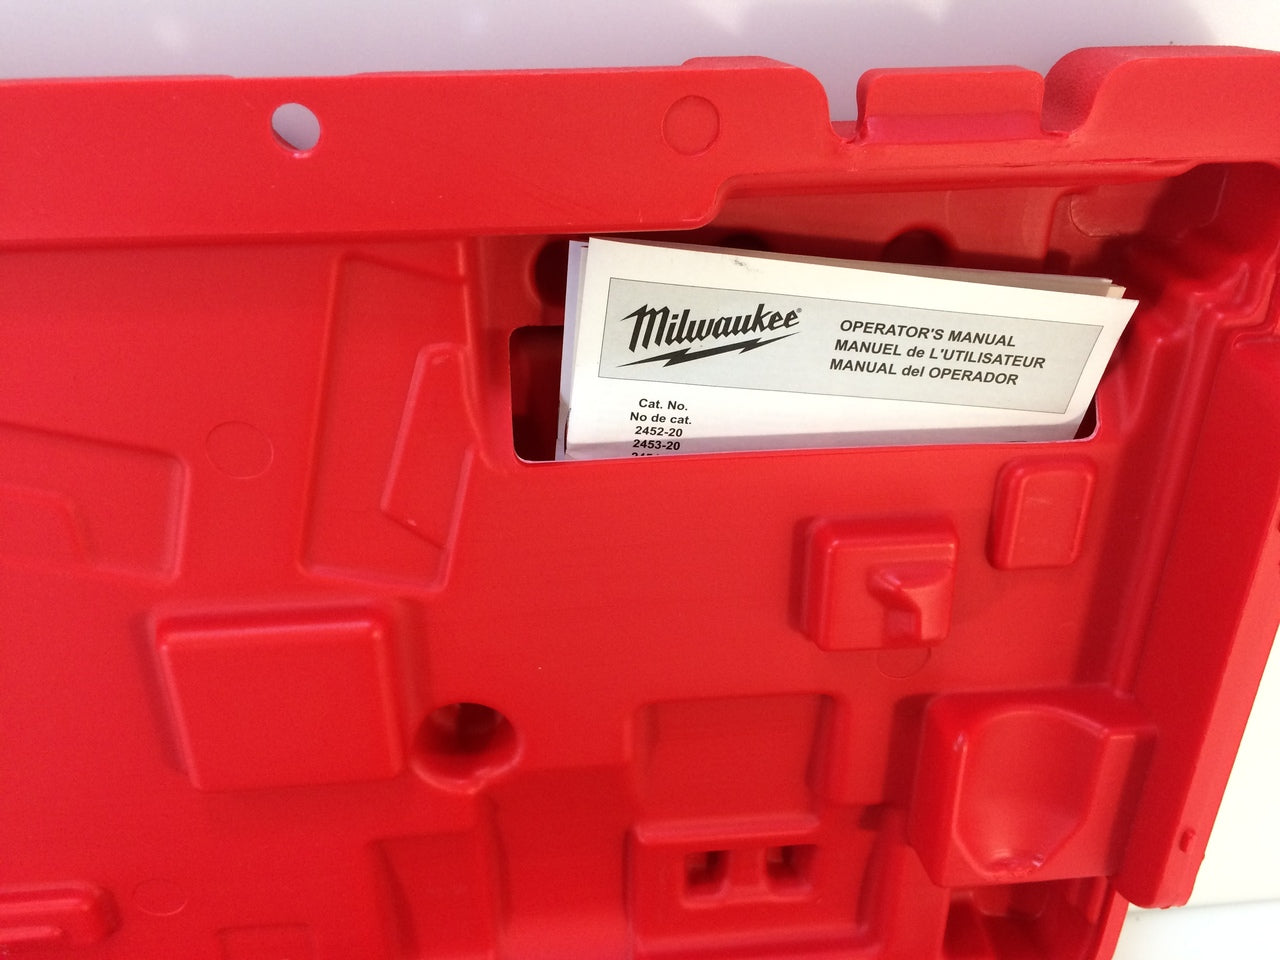 Milwaukee®
OPERATOR'S MANUAL
MANUEL de L'UTILISATEUR
MANUAL del OPERADOR
Cat. No.
No de cat.
2452-20
2453-20